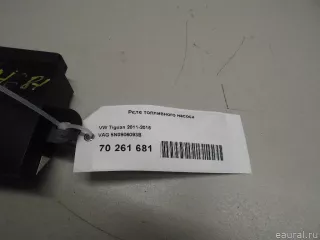 Реле топливного насоса
VW Tiguan 2011-2016
VAG 5N0906093B
70 261 681
eaural.ru